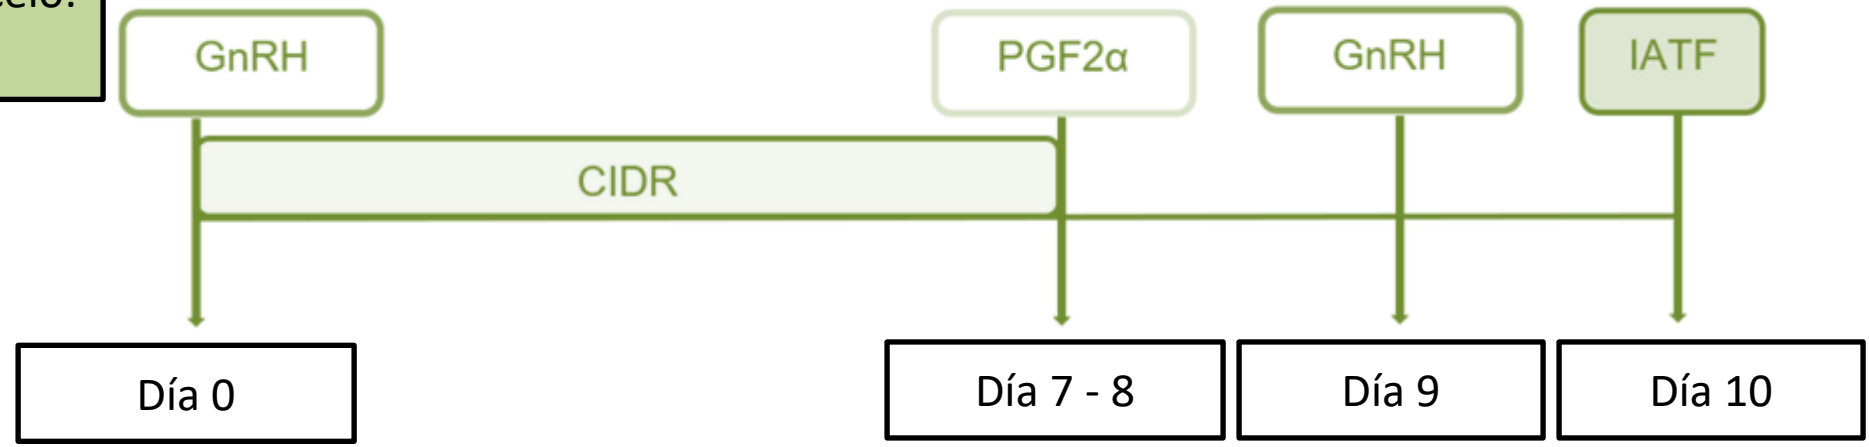 GnRH
PGF2α
GnRH
IATF
CIDR
Día 0
Día 7 - 8
Día 9
Día 10